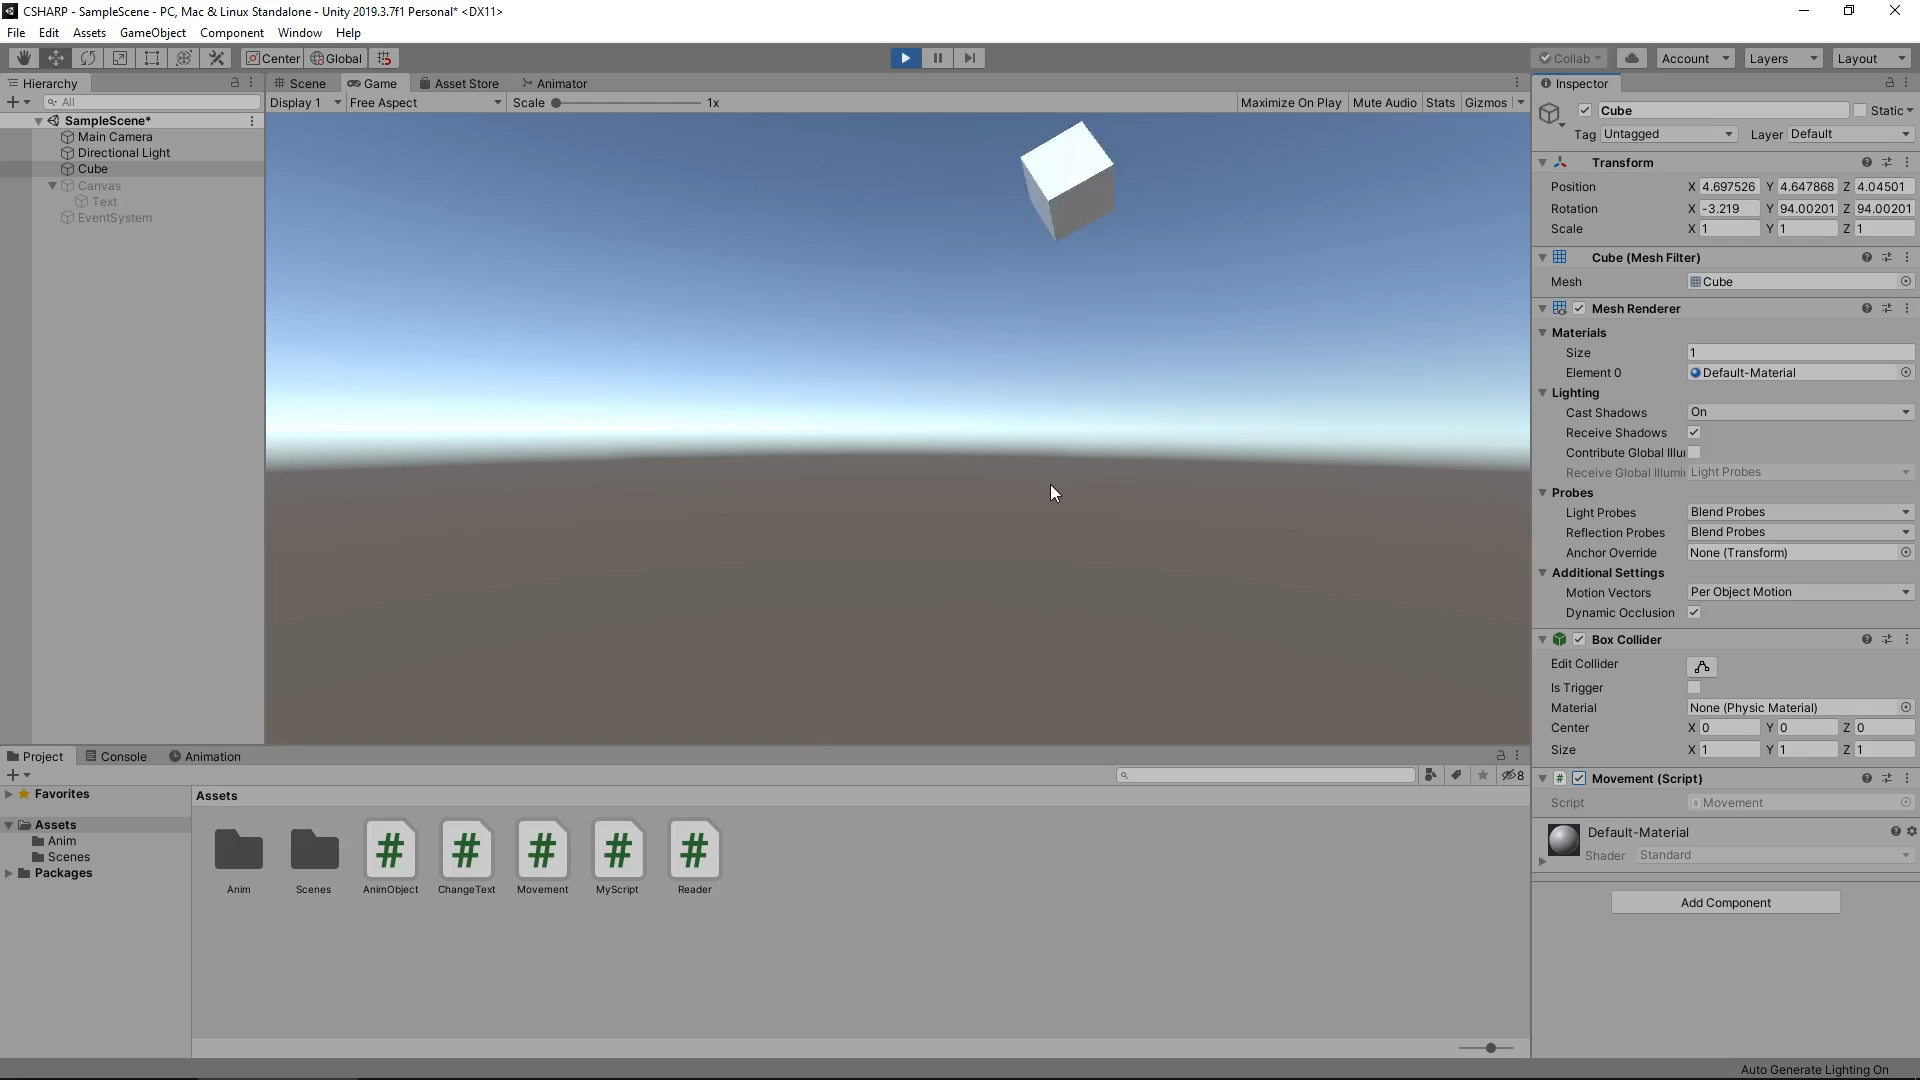 CSHARP - SampleScene - PC, Mac & Linux Standalone - Unity 2019.3.7f1 Personal* <DX11>
File Edit Assets GameObject Component Window Help
Center Global Collab Account Layers Layout
Hierarchy
All
SampleScene*
Main Camera
Directional Light
Cube
Canvas
Text
EventSystem
Scene Game Asset Store Animator
Display 1 Free Aspect Scale 1x Maximize On Play Mute Audio Stats Gizmos
Inspector
Cube Static
Tag Untagged Layer Default
Transform
Position X 4.697526 Y 4.647868 Z 4.04501
Rotation X -3.219 Y 94.00201 Z 94.00201
Scale X 1 Y 1 Z 1
Cube (Mesh Filter)
Mesh Cube
Mesh Renderer
Materials
Size 1
Element 0 Default-Material
Lighting
Cast Shadows On
Receive Shadows
Contribute Global Illu
Receive Global Illumi Light Probes
Probes
Light Probes Blend Probes
Reflection Probes Blend Probes
Anchor Override None (Transform)
Additional Settings
Motion Vectors Per Object Motion
Dynamic Occlusion
Box Collider
Edit Collider
Is Trigger
Material None (Physic Material)
Center X 0 Y 0 Z 0
Size X 1 Y 1 Z 1
# Movement (Script)
Script Movement
Default-Material
Shader Standard
Add Component
Project Console Animation
8
Favorites
Assets
Anim
Scenes
Packages
Assets
# # # # #
Anim Scenes AnimObject ChangeText Movement MyScript Reader
Auto Generate Lighting On